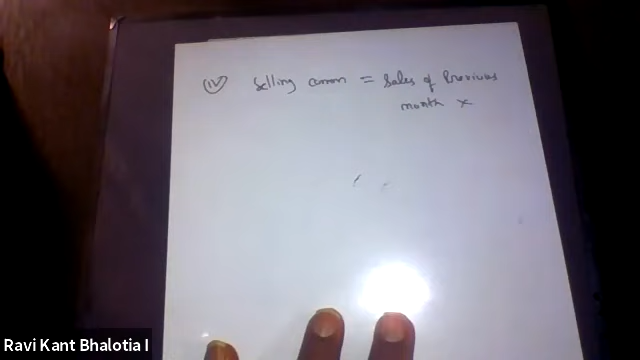 (iv) Selling comm = Sales of Previous
month ×
Ravi Kant Bhalotia I